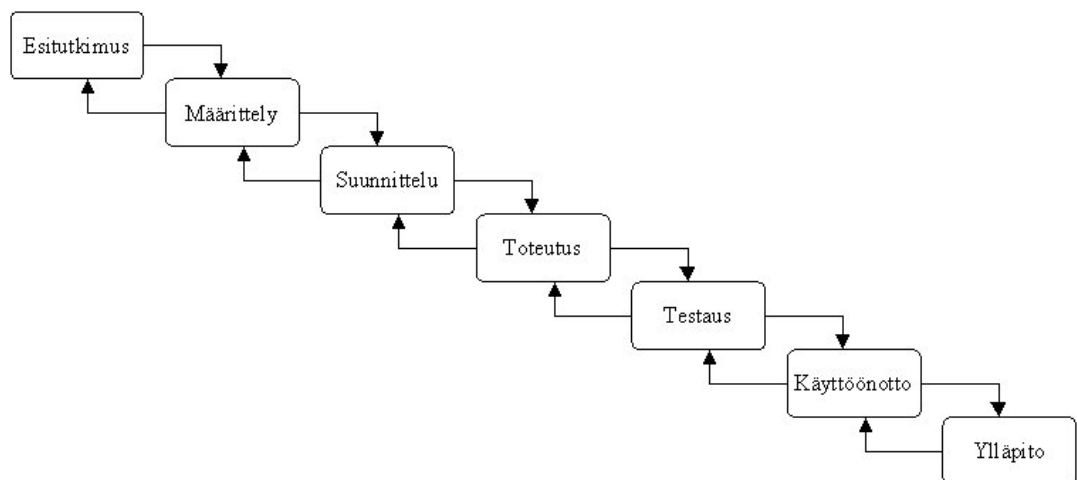 Esitutkimus
Määrittely
Suunnittelu
Toteutus
Testaus
Käyttöönotto
Ylläpito